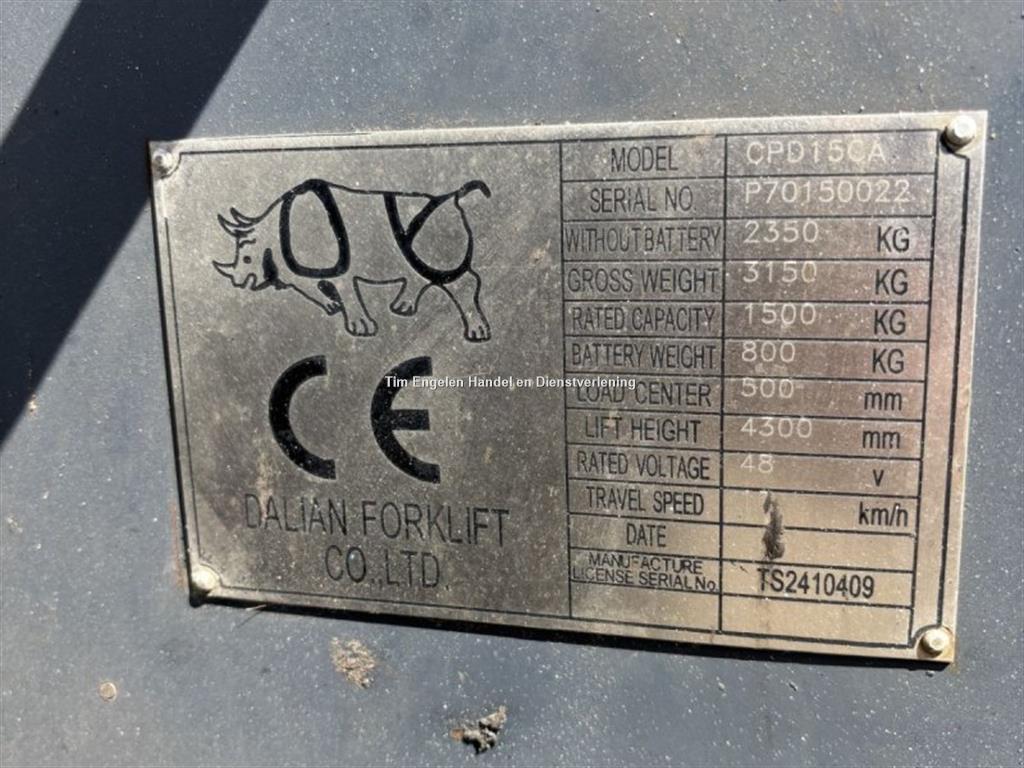 MODEL CPD15CA
SERIAL NO. P70150022
WITHOUT BATTERY 2350 KG
GROSS WEIGHT 3150 KG
RATED CAPACITY 1500 KG
BATTERY WEIGHT 800 KG
LOAD CENTER 500 mm
LIFT HEIGHT 4300 mm
RATED VOLTAGE 48 v
TRAVEL SPEED km/h
DATE
MANUFACTURE
LICENSE SERIAL No. TS2410409
CE
DALIAN FORKLIFT
CO.,LTD.
Tim Engelen Handel en Dienstverlening